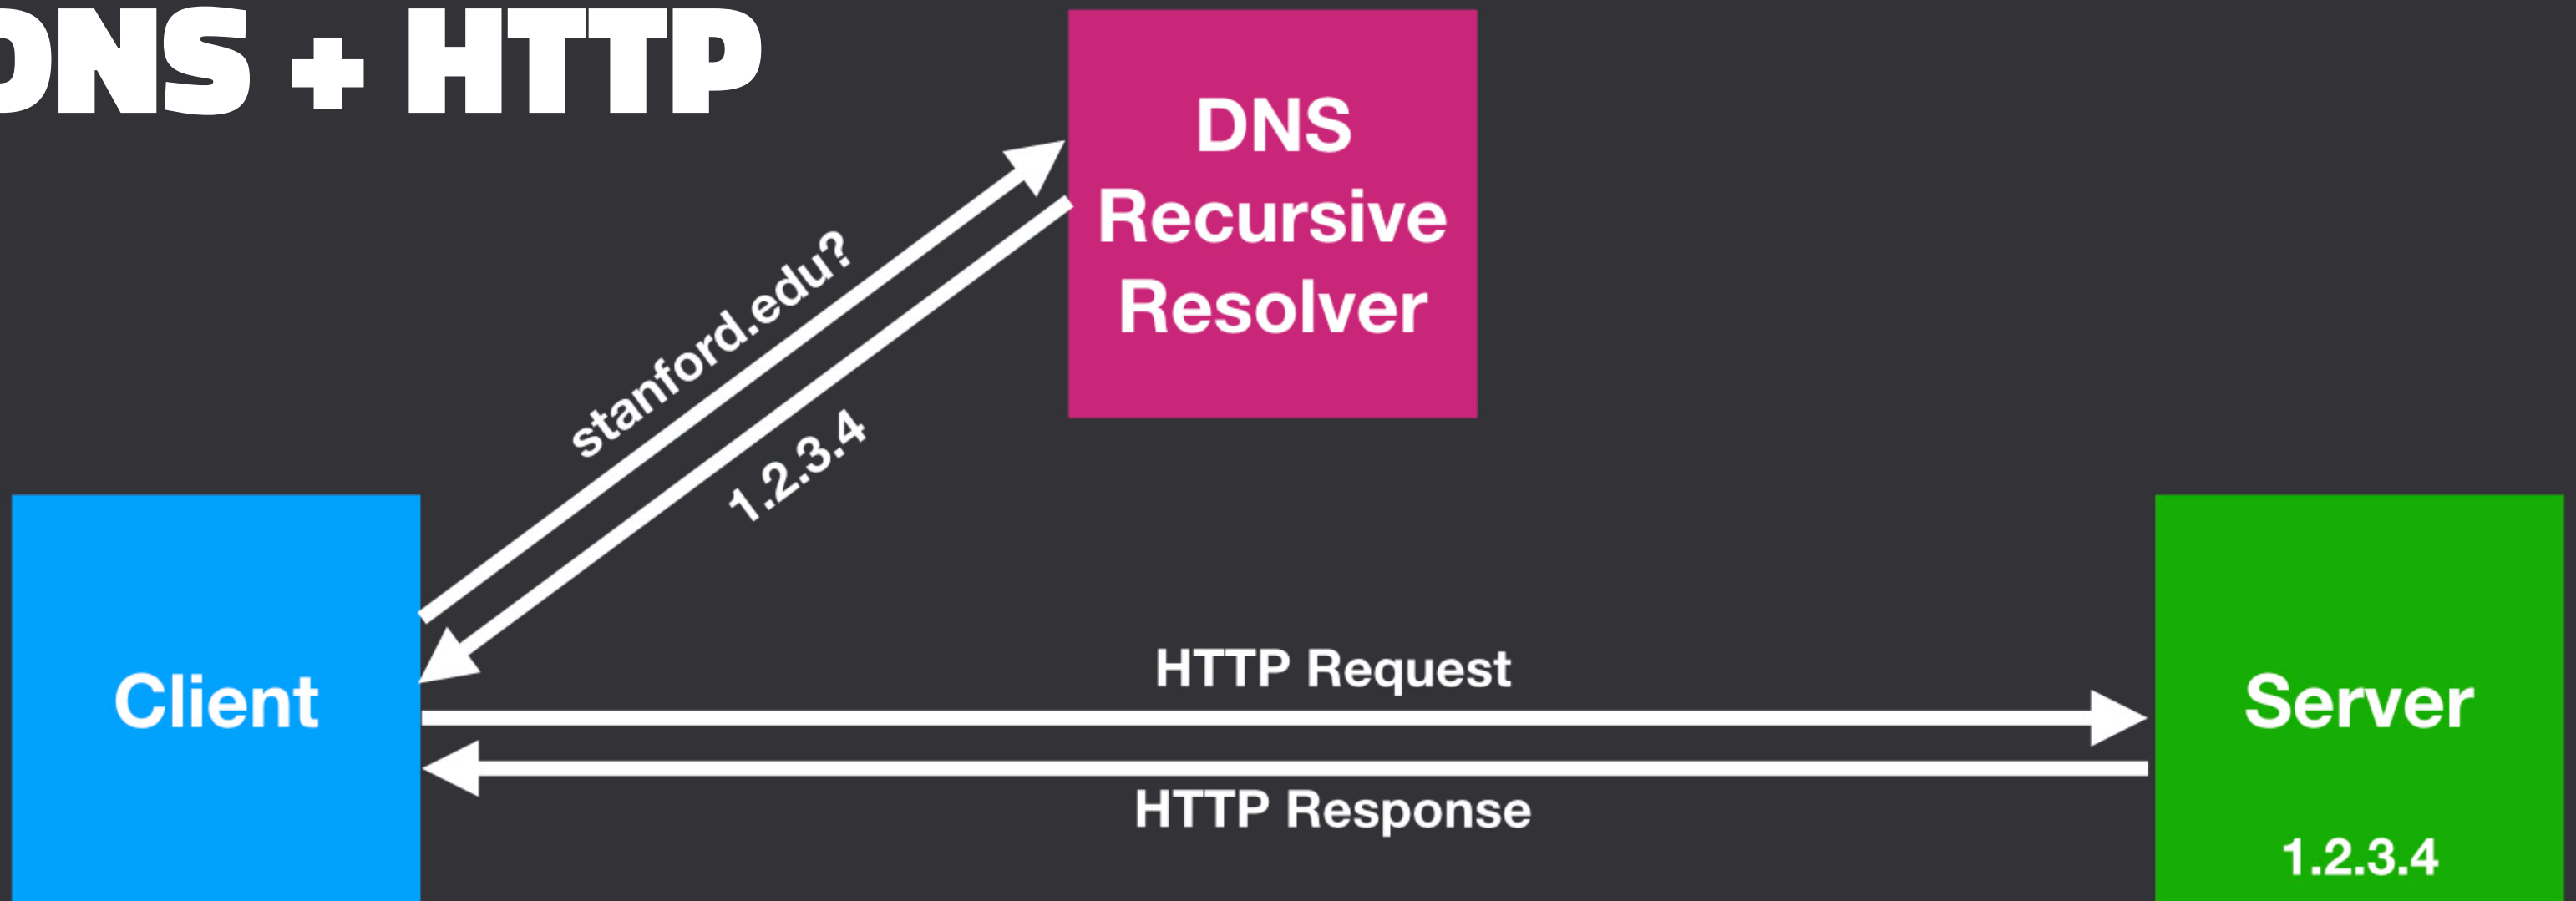 DNS + HTTP
DNS
Recursive
Resolver
stanford.edu?
1.2.3.4
Client
HTTP Request
HTTP Response
Server
1.2.3.4